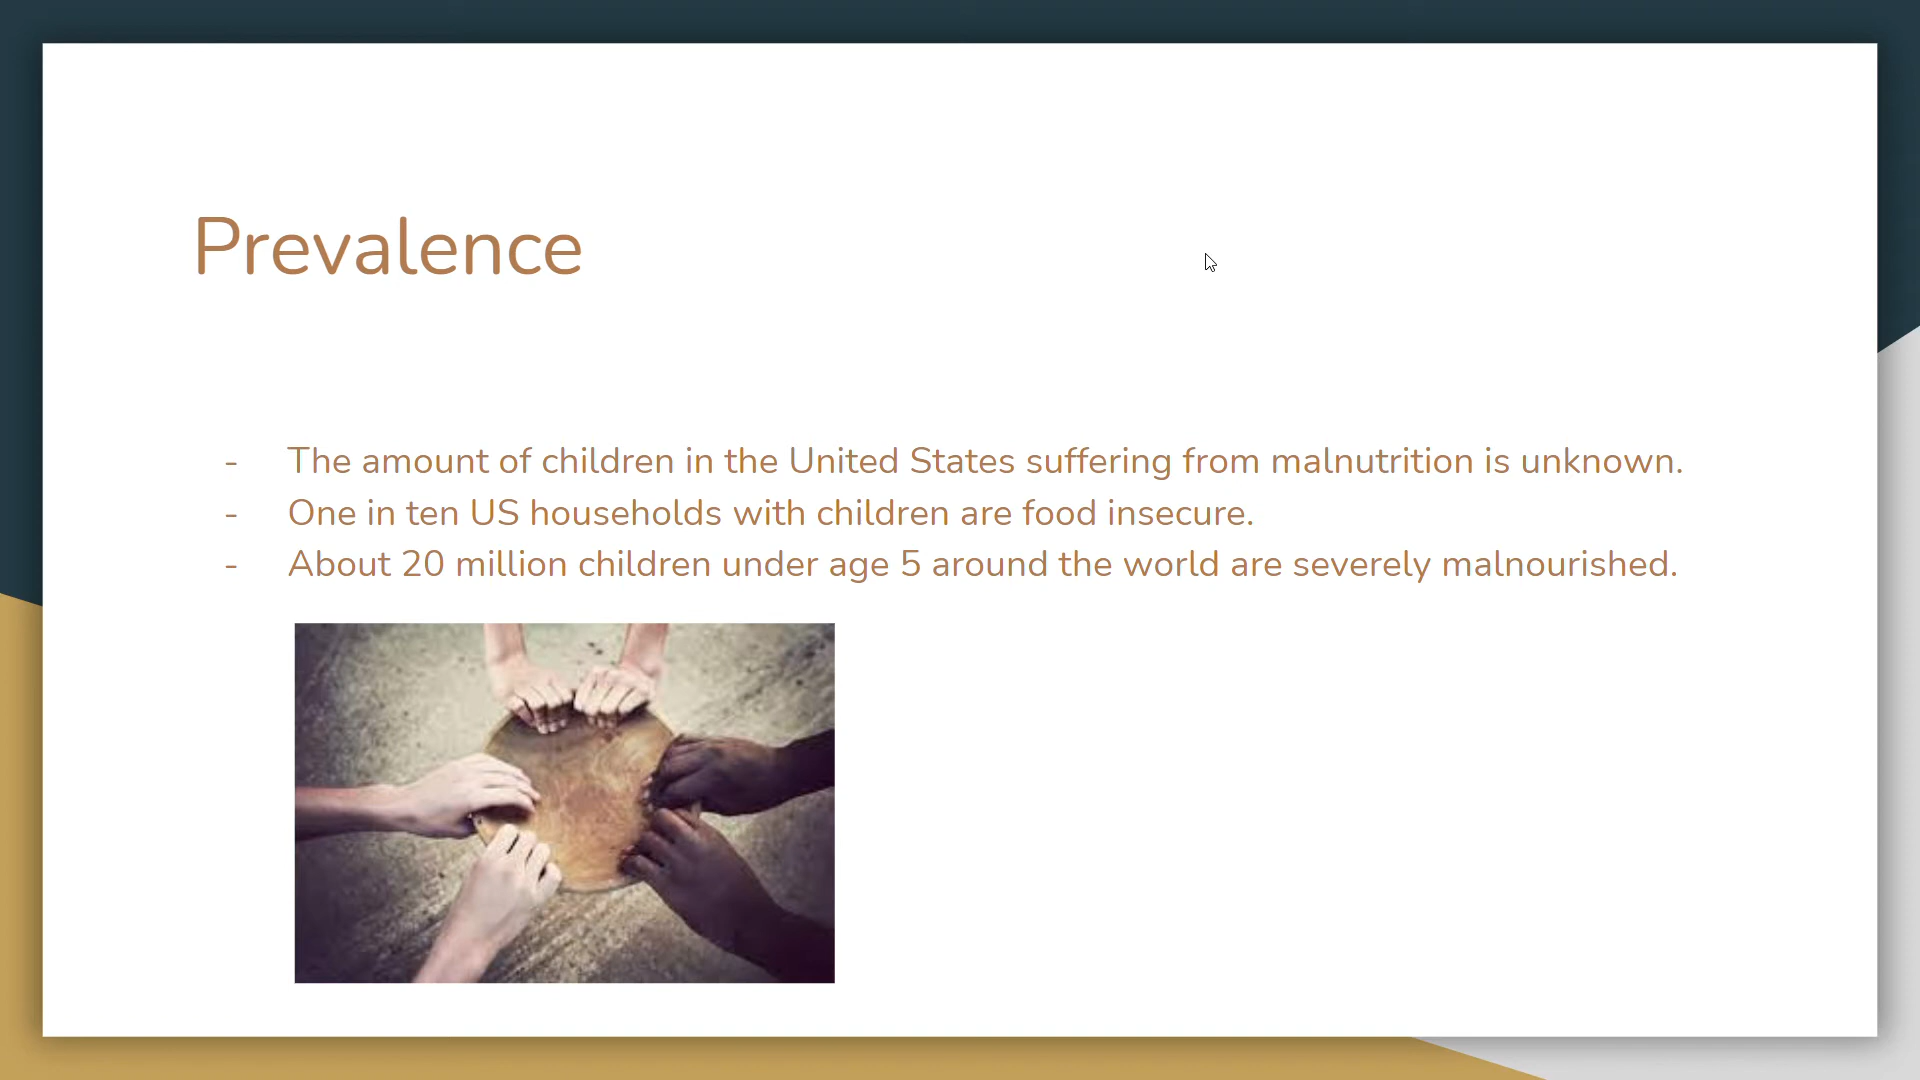 Prevalence
- The amount of children in the United States suffering from malnutrition is unknown.
- One in ten US households with children are food insecure.
- About 20 million children under age 5 around the world are severely malnourished.